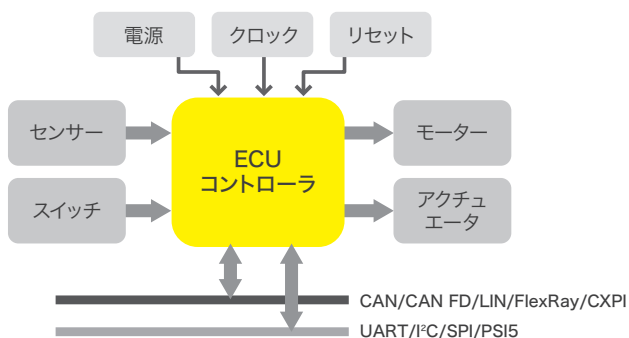 電源
クロック
リセット
センサー
スイッチ
ECU
コントローラ
モーター
アクチュ
エータ
CAN/CAN FD/LIN/FlexRay/CXPI
UART/I²C/SPI/PSI5